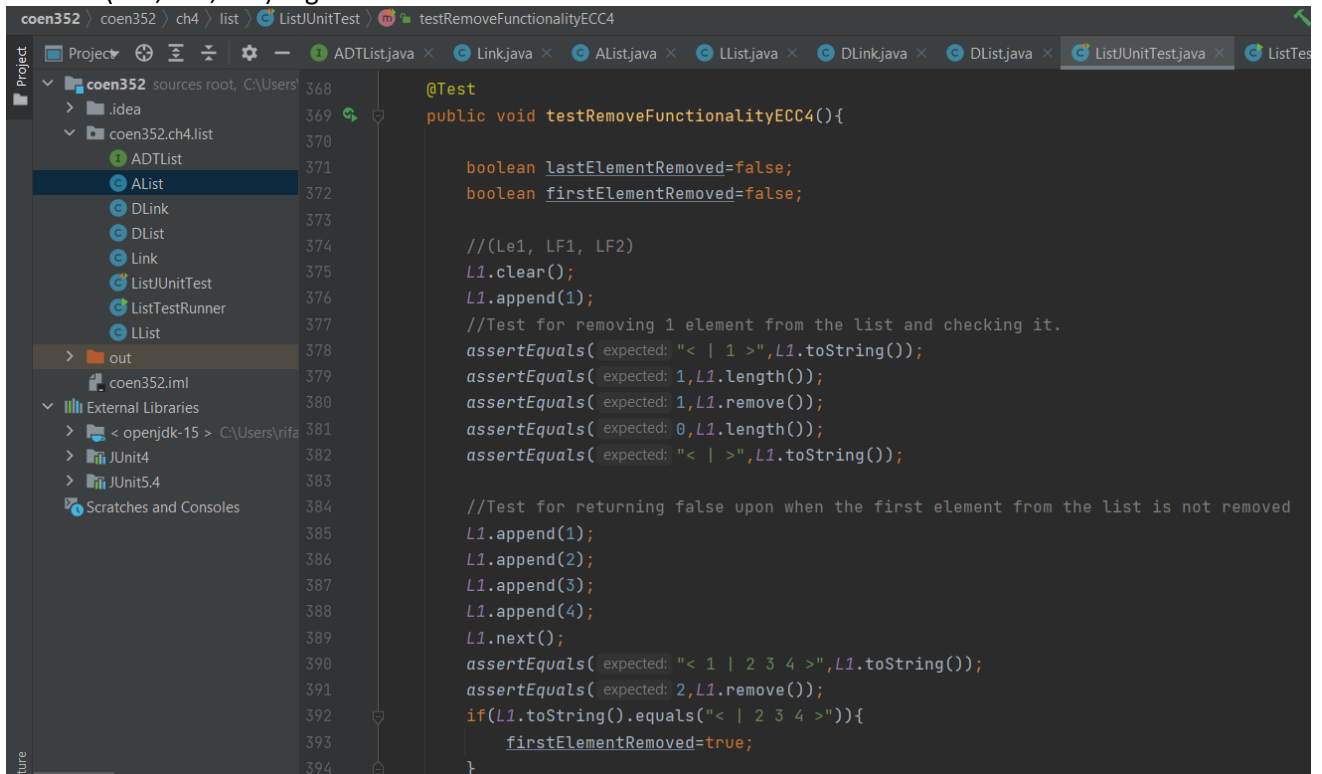 coen352 coen352 ch4 list ListJUnitTest testRemoveFunctionalityECC4
Project ADTList.java Link.java AList.java LList.java DLink.java DList.java ListJUnitTest.java ListTes
Project
coen352 sources root, C:\Users\
.idea
coen352.ch4.list
ADTList
AList
DLink
DList
Link
ListJUnitTest
ListTestRunner
LList
out
coen352.iml
External Libraries
< openjdk-15 > C:\Users\rifa
JUnit4
JUnit5.4
Scratches and Consoles
368 @Test
369 public void testRemoveFunctionalityECC4(){
370
371 boolean lastElementRemoved=false;
372 boolean firstElementRemoved=false;
373
374 //(Le1, LF1, LF2)
375 L1.clear();
376 L1.append(1);
377 //Test for removing 1 element from the list and checking it.
378 assertEquals( expected: "< | 1 >",L1.toString());
379 assertEquals( expected: 1,L1.length());
380 assertEquals( expected: 1,L1.remove());
381 assertEquals( expected: 0,L1.length());
382 assertEquals( expected: "< | >",L1.toString());
383
384 //Test for returning false upon when the first element from the list is not removed
385 L1.append(1);
386 L1.append(2);
387 L1.append(3);
388 L1.append(4);
389 L1.next();
390 assertEquals( expected: "< 1 | 2 3 4 >",L1.toString());
391 assertEquals( expected: 2,L1.remove());
392 if(L1.toString().equals("< | 2 3 4 >")){
393 firstElementRemoved=true;
394 }